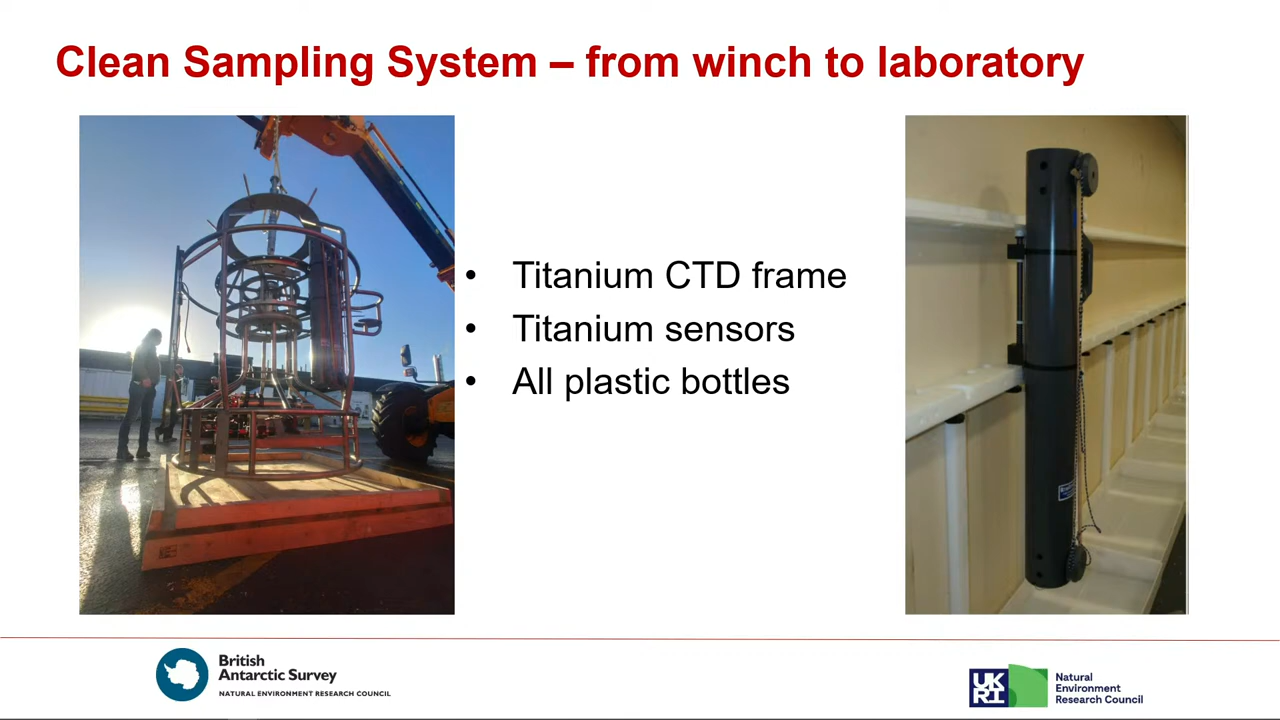 Clean Sampling System – from winch to laboratory
• Titanium CTD frame
• Titanium sensors
• All plastic bottles
British
Antarctic Survey
NATURAL ENVIRONMENT RESEARCH COUNCIL
UK
RI
Natural
Environment
Research Council